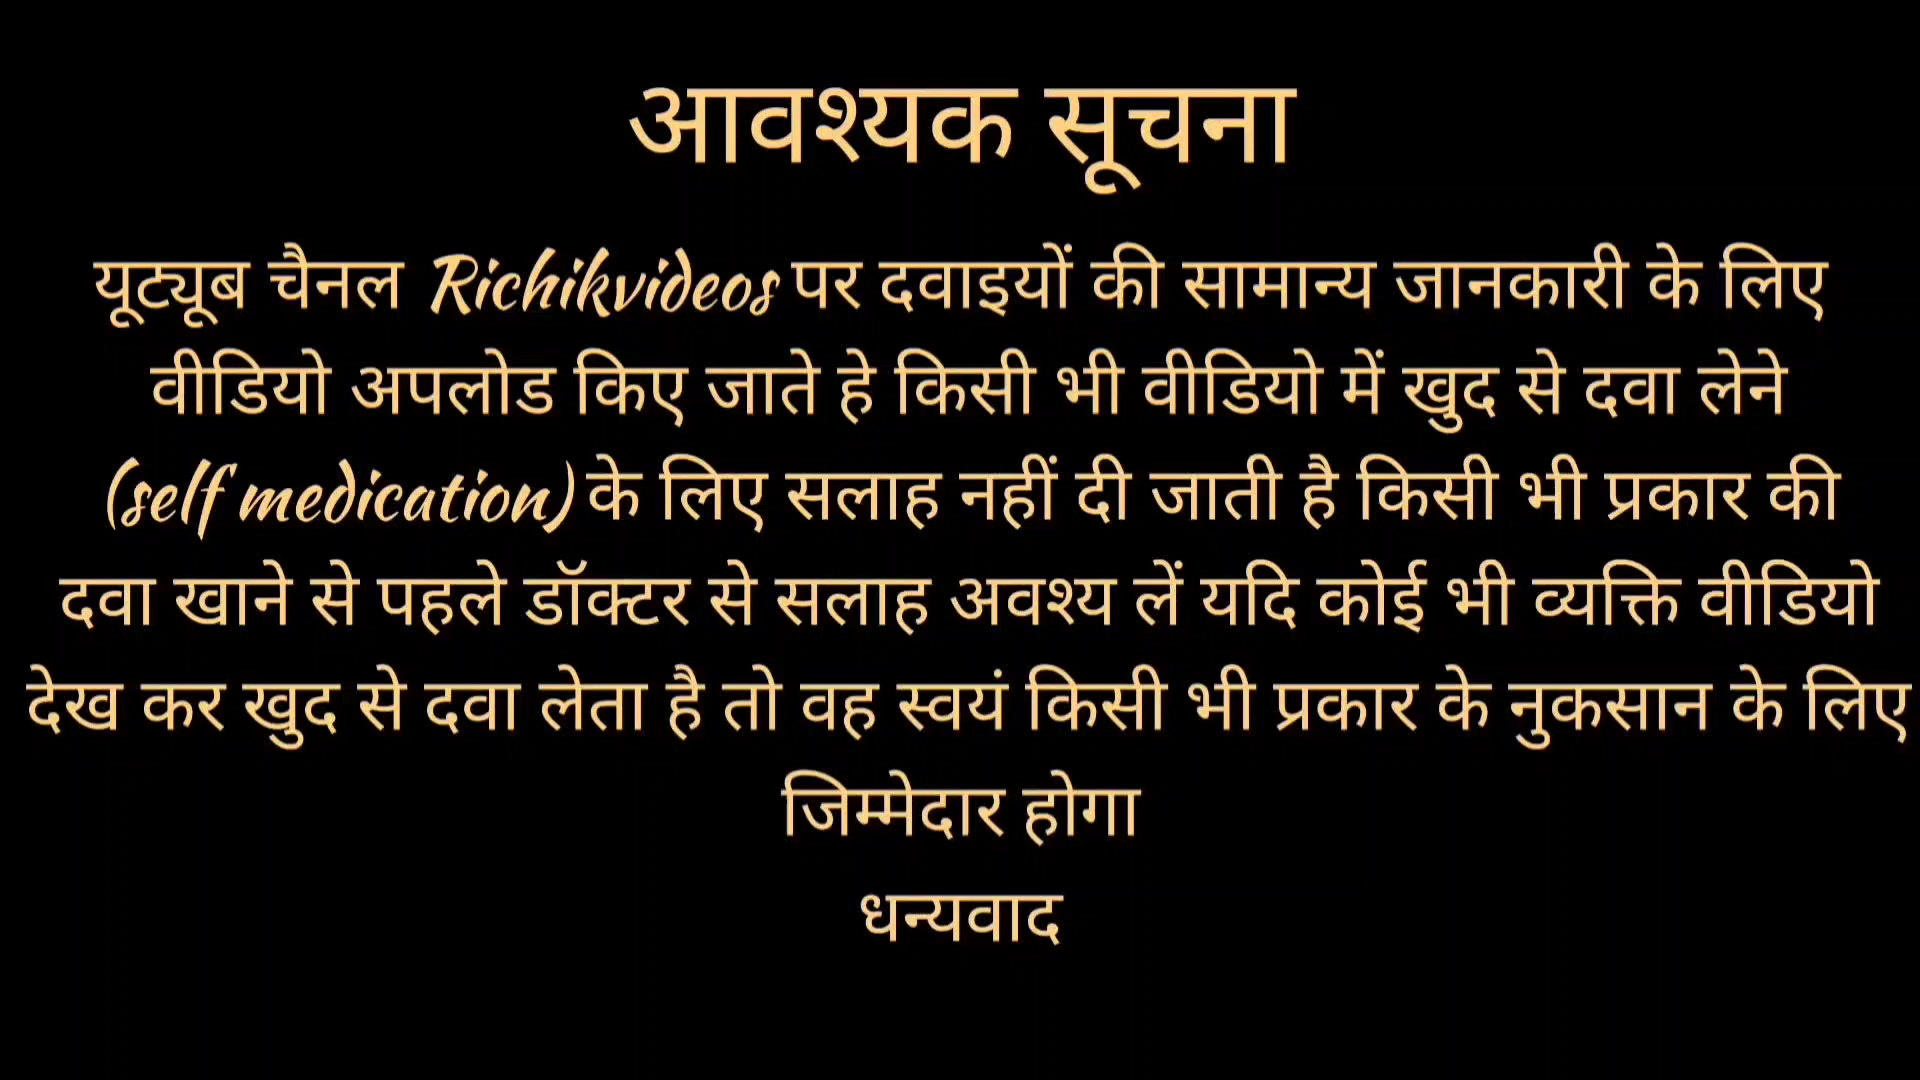 आवश्यक सूचना
यूट्यूब चैनल Richikvideos पर दवाइयों की सामान्य जानकारी के लिए
वीडियो अपलोड किए जाते हे किसी भी वीडियो में खुद से दवा लेने
(self medication) के लिए सलाह नहीं दी जाती है किसी भी प्रकार की
दवा खाने से पहले डॉक्टर से सलाह अवश्य लें यदि कोई भी व्यक्ति वीडियो
देख कर खुद से दवा लेता है तो वह स्वयं किसी भी प्रकार के नुकसान के लिए
जिम्मेदार होगा
धन्यवाद